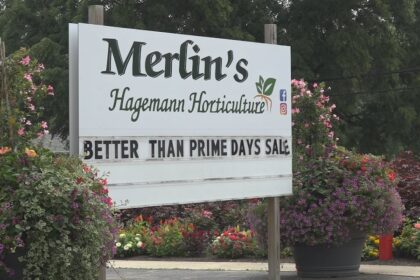 Merlin's
Hagemann Horticulture
BETTER THAN PRIME DAYS SALE